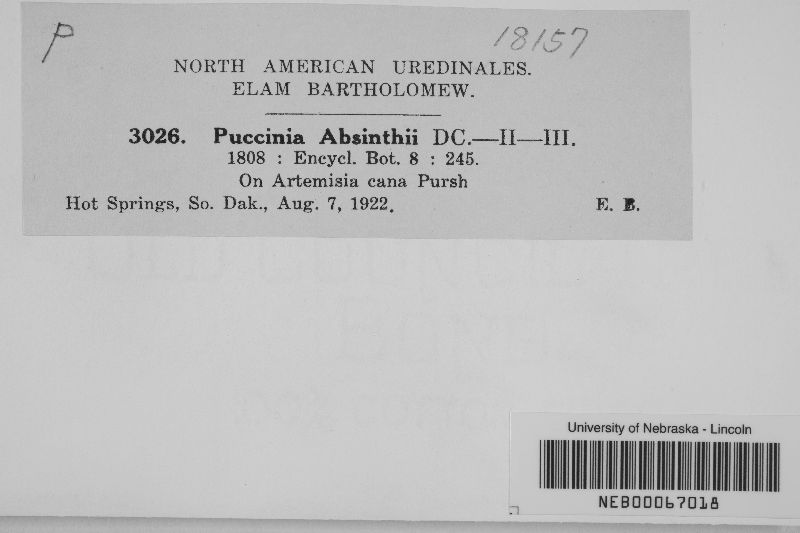 P
18157
NORTH AMERICAN UREDINALES.
ELAM BARTHOLOMEW.
3026. Puccinia Absinthii DC.—II—III.
1808 : Encycl. Bot. 8 : 245.
On Artemisia cana Pursh
Hot Springs, So. Dak., Aug. 7, 1922. E. B.
University of Nebraska - Lincoln
NEB00067018